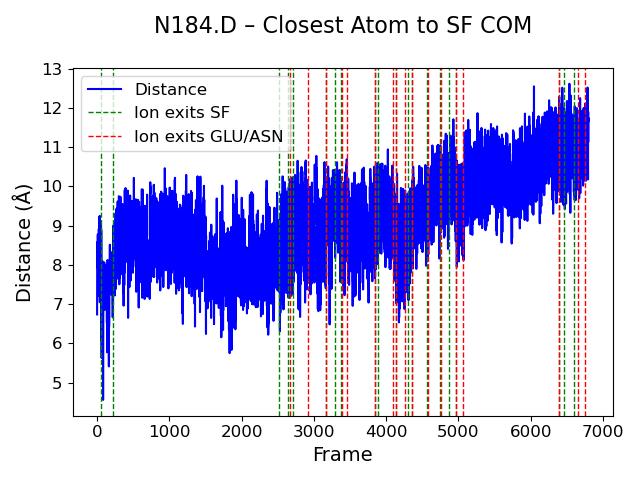 N184.D – Closest Atom to SF COM
13
12
11
10
9
8
7
6
5
Distance (Å)
Distance
Ion exits SF
Ion exits GLU/ASN
0
1000
2000
3000
4000
5000
6000
7000
Frame